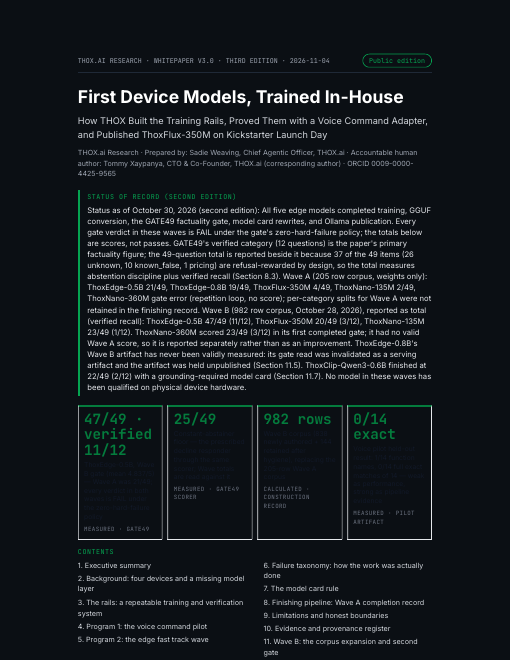 THOX.AI RESEARCH · WHITEPAPER V3.0 · THIRD EDITION · 2026-11-04
Public edition
First Device Models, Trained In-House
How THOX Built the Training Rails, Proved Them with a Voice Command Adapter,
and Published ThoxFlux-350M on Kickstarter Launch Day
THOX.ai Research · Prepared by: Sadie Weaving, Chief Agentic Officer, THOX.ai · Accountable human
author: Tommy Xaypanya, CTO & Co-Founder, THOX.ai (corresponding author) · ORCID 0009-0000-
4425-9565
STATUS OF RECORD (SECOND EDITION)
Status as of October 30, 2026 (second edition): All five edge models completed training, GGUF
conversion, the GATE49 factuality gate, model card rewrites, and Ollama publication. Every
gate verdict in these waves is FAIL under the gate's zero-hard-failure policy; the totals below
are scores, not passes. GATE49's verified category (12 questions) is the paper's primary
factuality figure; the 49-question total is reported beside it because 37 of the 49 items (26
unknown, 10 known_false, 1 pricing) are refusal-rewarded by design, so the total measures
abstention discipline plus verified recall (Section 8.3). Wave A (205 row corpus, weights only):
ThoxEdge-0.5B 21/49, ThoxEdge-0.8B 19/49, ThoxFlux-350M 4/49, ThoxNano-135M 2/49,
ThoxNano-360M gate error (repetition loop, no score); per-category splits for Wave A were not
retained in the finishing record. Wave B (982 row corpus, October 28, 2026), reported as total
(verified recall): ThoxEdge-0.5B 47/49 (11/12), ThoxFlux-350M 20/49 (3/12), ThoxNano-135M
23/49 (1/12). ThoxNano-360M scored 23/49 (3/12) in its first completed gate; it had no valid
Wave A score, so it is reported separately rather than as an improvement. ThoxEdge-0.8B's
Wave B artifact has never been validly measured: its gate read was invalidated as a serving
artifact and the artifact was held unpublished (Section 11.5). ThoxClip-Qwen3-0.6B finished at
22/49 (2/12) with a grounding-required model card (Section 11.7). No model in these waves has
been qualified on physical device hardware.
47/49 ·
verified
11/12
MEASURED · GATE49
25/49
MEASURED · GATE49
SCORER
982 rows
CALCULATED ·
CONSTRUCTION
RECORD
0/14
exact
MEASURED · PILOT
ARTIFACT
CONTENTS
1. Executive summary
2. Background: four devices and a missing model
layer
3. The rails: a repeatable training and verification
system
4. Program 1: the voice command pilot
5. Program 2: the edge fast track wave
6. Failure taxonomy: how the work was actually
done
7. The model card rule
8. Finishing pipeline: Wave A completion record
9. Limitations and honest boundaries
10. Evidence and provenance register
11. Wave B: the corpus expansion and second
gate